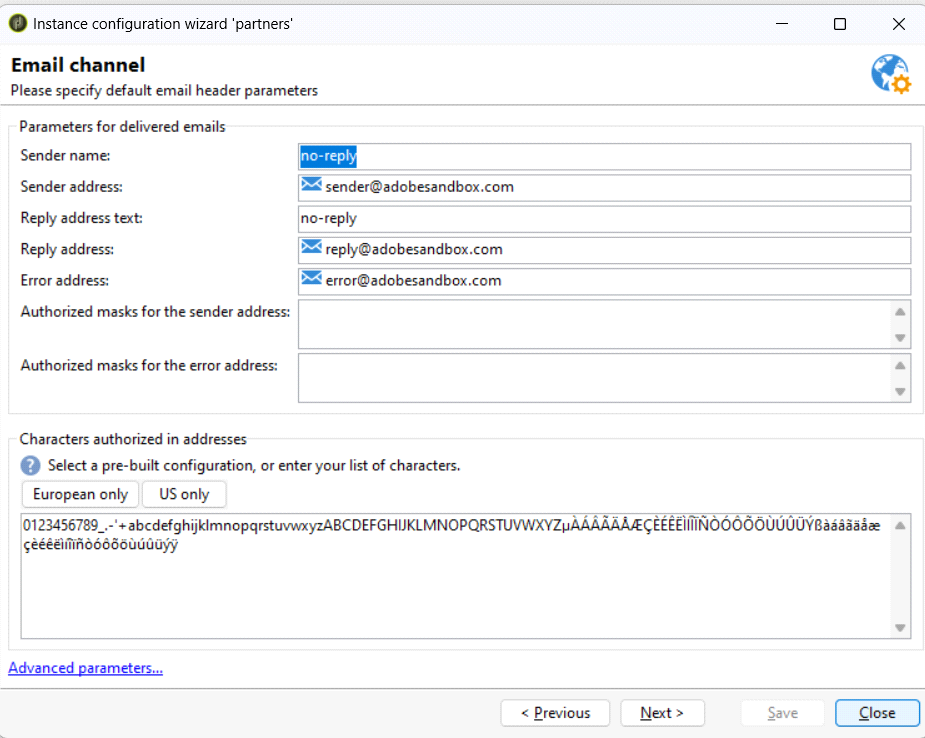 Instance configuration wizard 'partners'
Email channel
Please specify default email header parameters
Parameters for delivered emails
Sender name: no-reply
Sender address: sender@adobesandbox.com
Reply address text: no-reply
Reply address: reply@adobesandbox.com
Error address: error@adobesandbox.com
Authorized masks for the sender address:
Authorized masks for the error address:
Characters authorized in addresses
? Select a pre-built configuration, or enter your list of characters.
European only US only
0123456789_.-'+abcdefghijklmnopqrstuvwxyzABCDEFGHIJKLMNOPQRSTUVWXYZµÀÁÂÃÄÅÆÇÈÉÊËÌÍÎÏÑÒÓÔÕÖÙÚÛÜÝßàáâãäåæ
çèéêëìíîïñòóôõöùúûüýÿ
Advanced parameters...
< Previous Next > Save Close